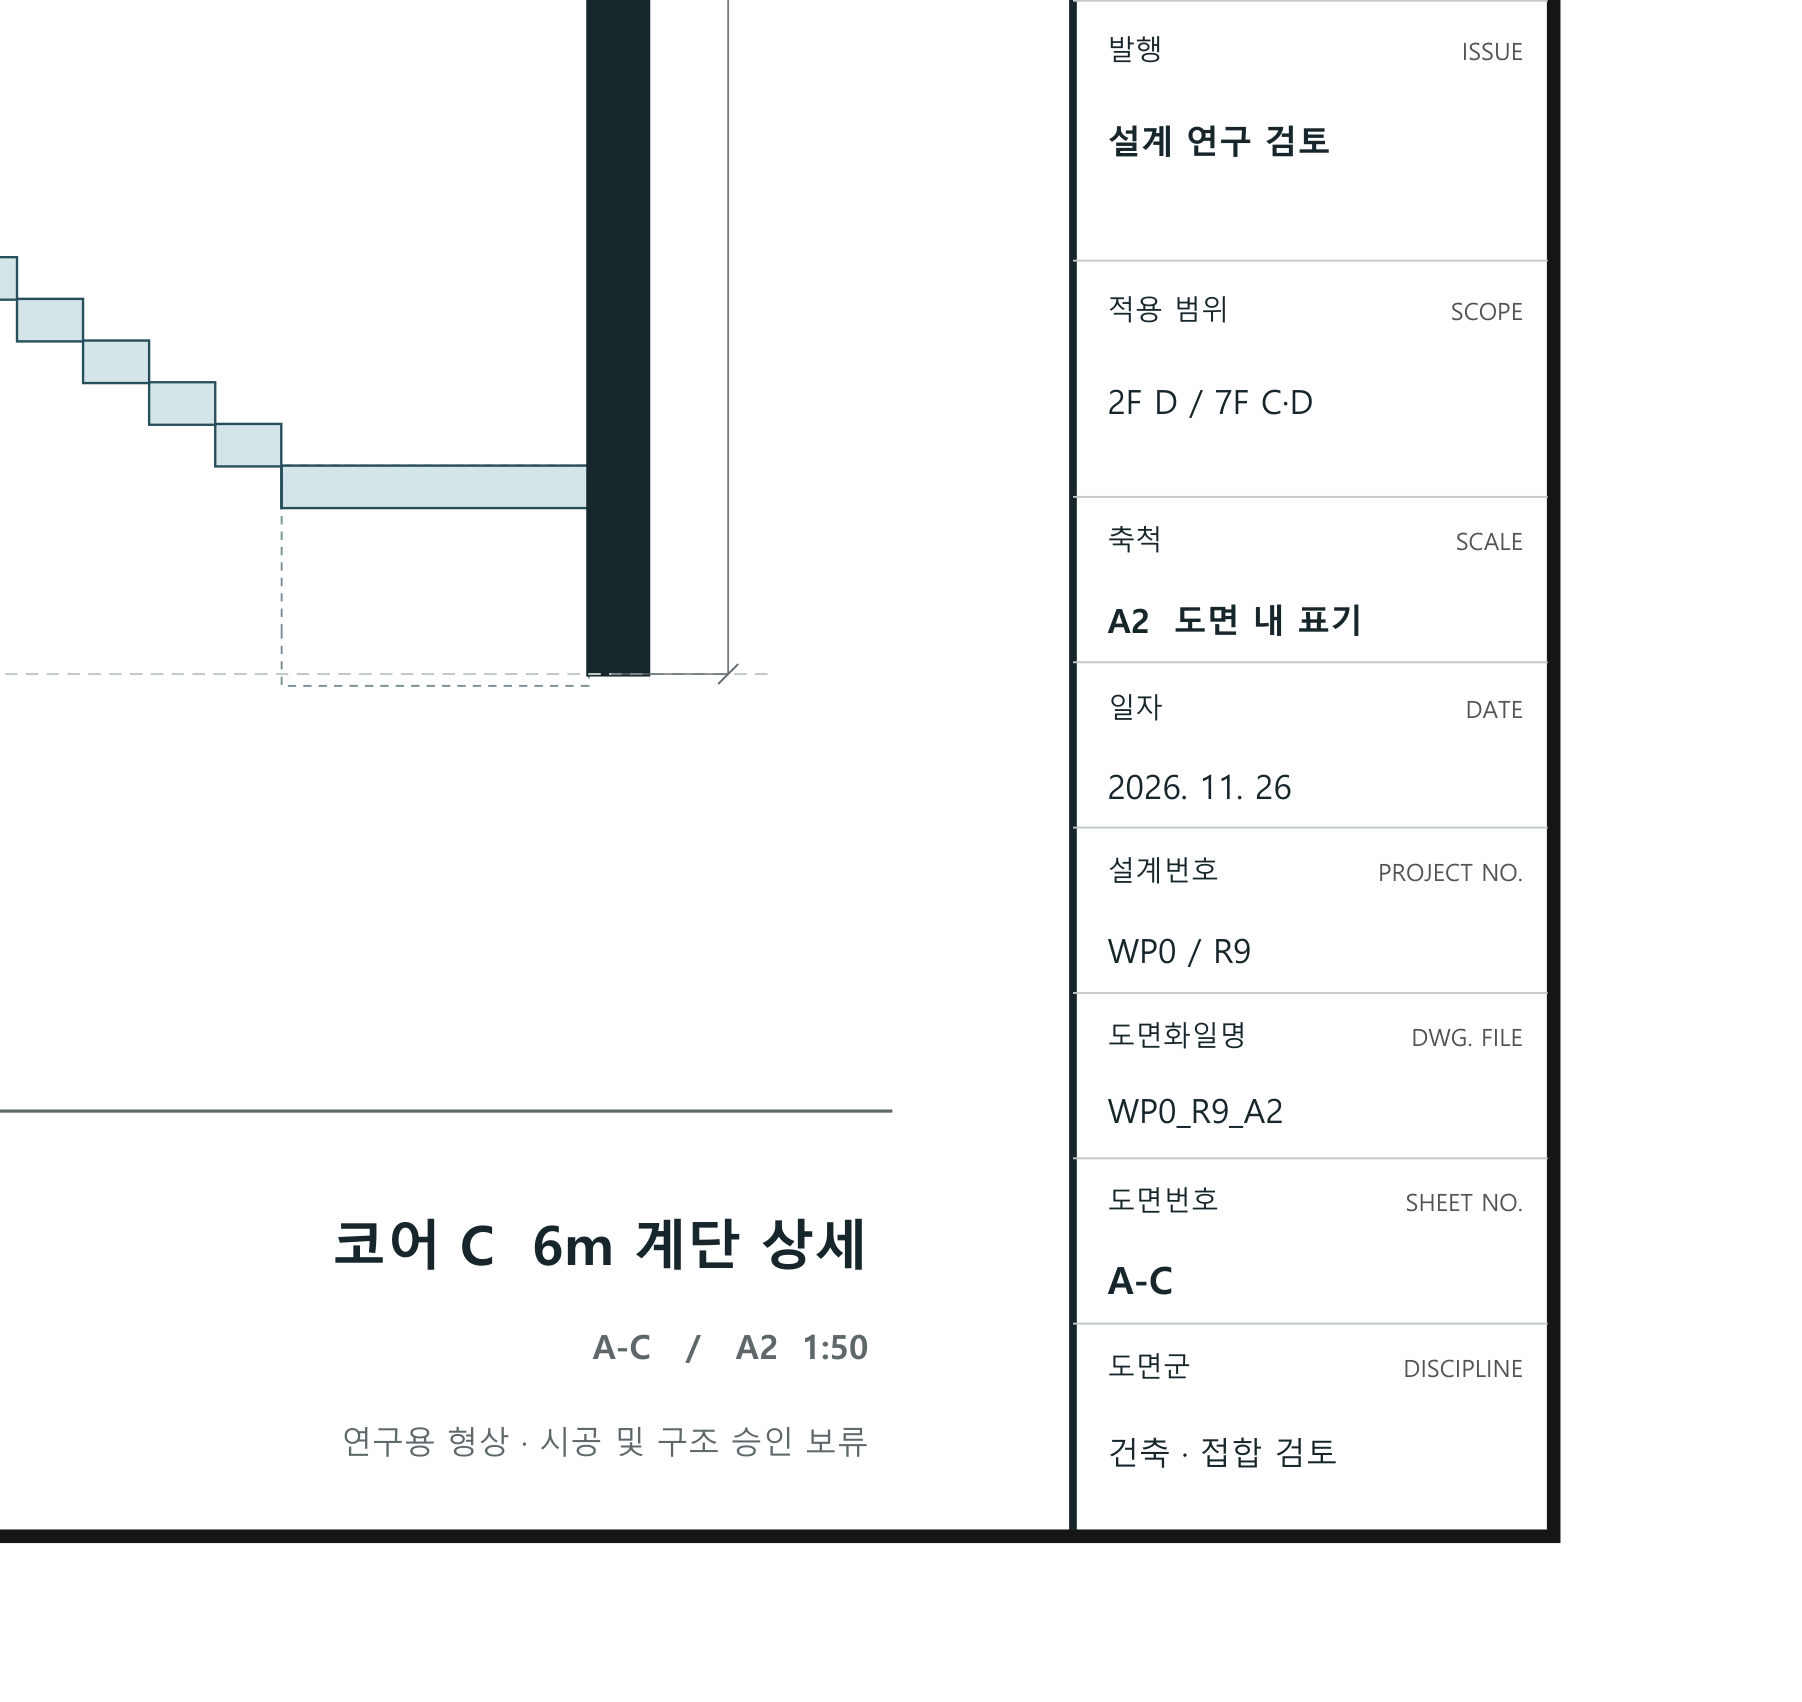 발행 ISSUE
설계 연구 검토
적용 범위 SCOPE
2F D / 7F C·D
축척 SCALE
A2 도면 내 표기
일자 DATE
2026. 11. 26
설계번호 PROJECT NO.
WP0 / R9
도면화일명 DWG. FILE
WP0_R9_A2
도면번호 SHEET NO.
A-C
도면군 DISCIPLINE
건축 · 접합 검토
코어 C 6m 계단 상세
A-C / A2 1:50
연구용 형상 · 시공 및 구조 승인 보류